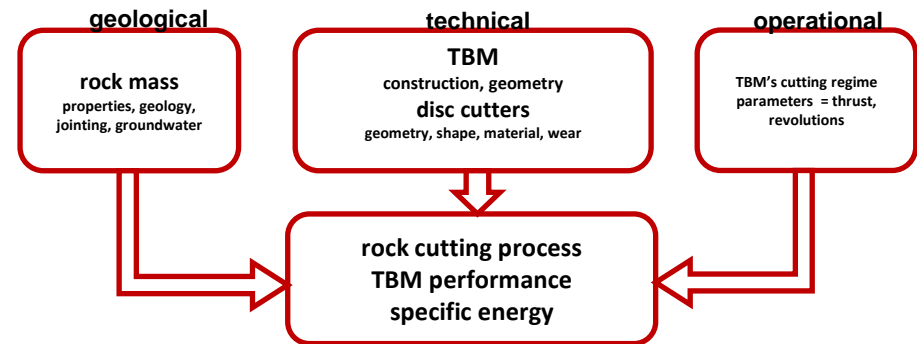 geological
rock mass
properties, geology,
jointing, groundwater
technical
TBM
construction, geometry
disc cutters
geometry, shape, material, wear
operational
TBM's cutting regime
parameters = thrust,
revolutions
rock cutting process
TBM performance
specific energy